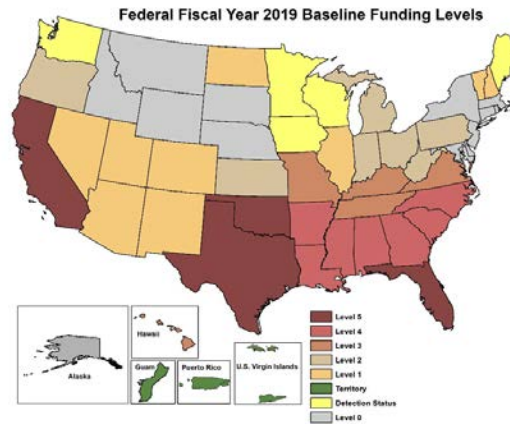 Federal Fiscal Year 2019 Baseline Funding Levels
Alaska
Hawaii
Guam
Puerto Rico
U.S. Virgin Islands
Level 5
Level 4
Level 3
Level 2
Level 1
Territory
Detection Status
Level 0